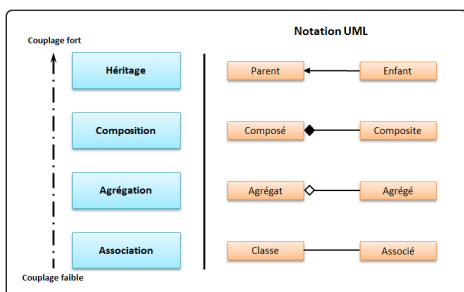 Notation UML
Couplage fort
Héritage
Parent
Enfant
Composition
Composé
Composite
Agrégation
Agrégat
Agrégé
Association
Classe
Associé
Couplage faible